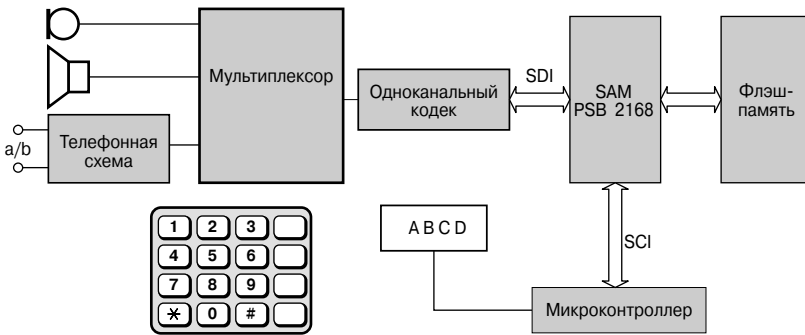 Мультиплексор
Одноканальный
кодек
SDI
SAM
PSB 2168
Флэш-
память
a/b
Телефонная
схема
1 2 3
4 5 6
7 8 9
* 0 #
A B C D
SCI
Микроконтроллер